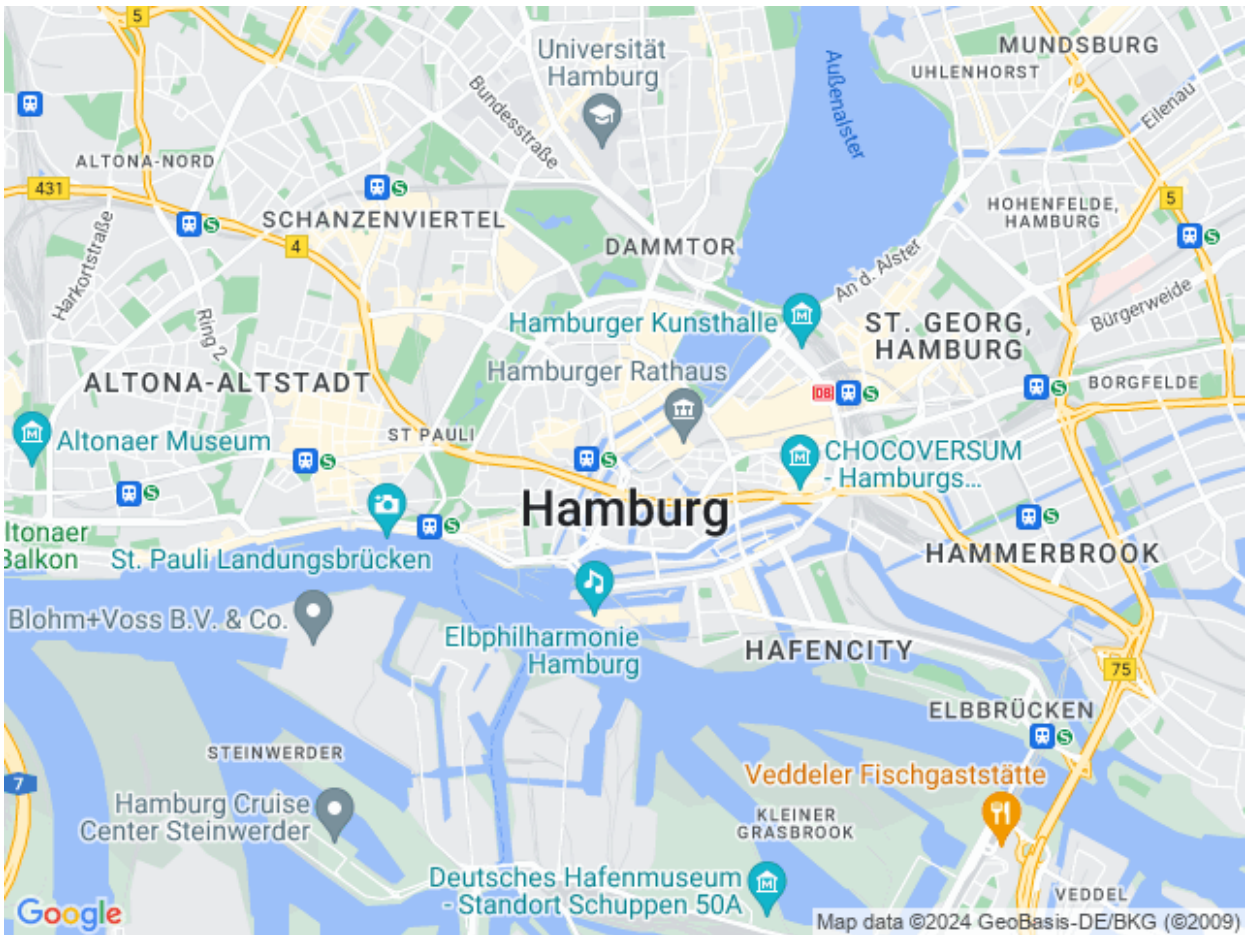 5
Universität
Hamburg
MUNDSBURG
UHLENHORST
Außenalster
Bundesstraße
Eilenau
ALTONA-NORD
431
S
SCHANZENVIERTEL
S
4
DAMMTOR
HOHENFELDE,
HAMBURG
5
S
Harkortstraße
Ring 2
An d. Alster
Bürgerweide
Hamburger Kunsthalle
ST. GEORG,
HAMBURG
Hamburger Rathaus
ALTONA-ALTSTADT
DB
S
S
BORGFELDE
Altonaer Museum
ST PAULI
S
S
CHOCOVERSUM
- Hamburgs...
S
Hamburg
S
S
ltonaer
Balkon
St. Pauli Landungsbrücken
HAMMERBROOK
Blohm+Voss B.V. & Co.
Elbphilharmonie
Hamburg
HAFENCITY
75
ELBBRÜCKEN
S
STEINWERDER
7
Veddeler Fischgaststätte
Hamburg Cruise
Center Steinwerder
KLEINER
GRASBROOK
Deutsches Hafenmuseum
- Standort Schuppen 50A
VEDDEL
Google
Map data ©2024 GeoBasis-DE/BKG (©2009)